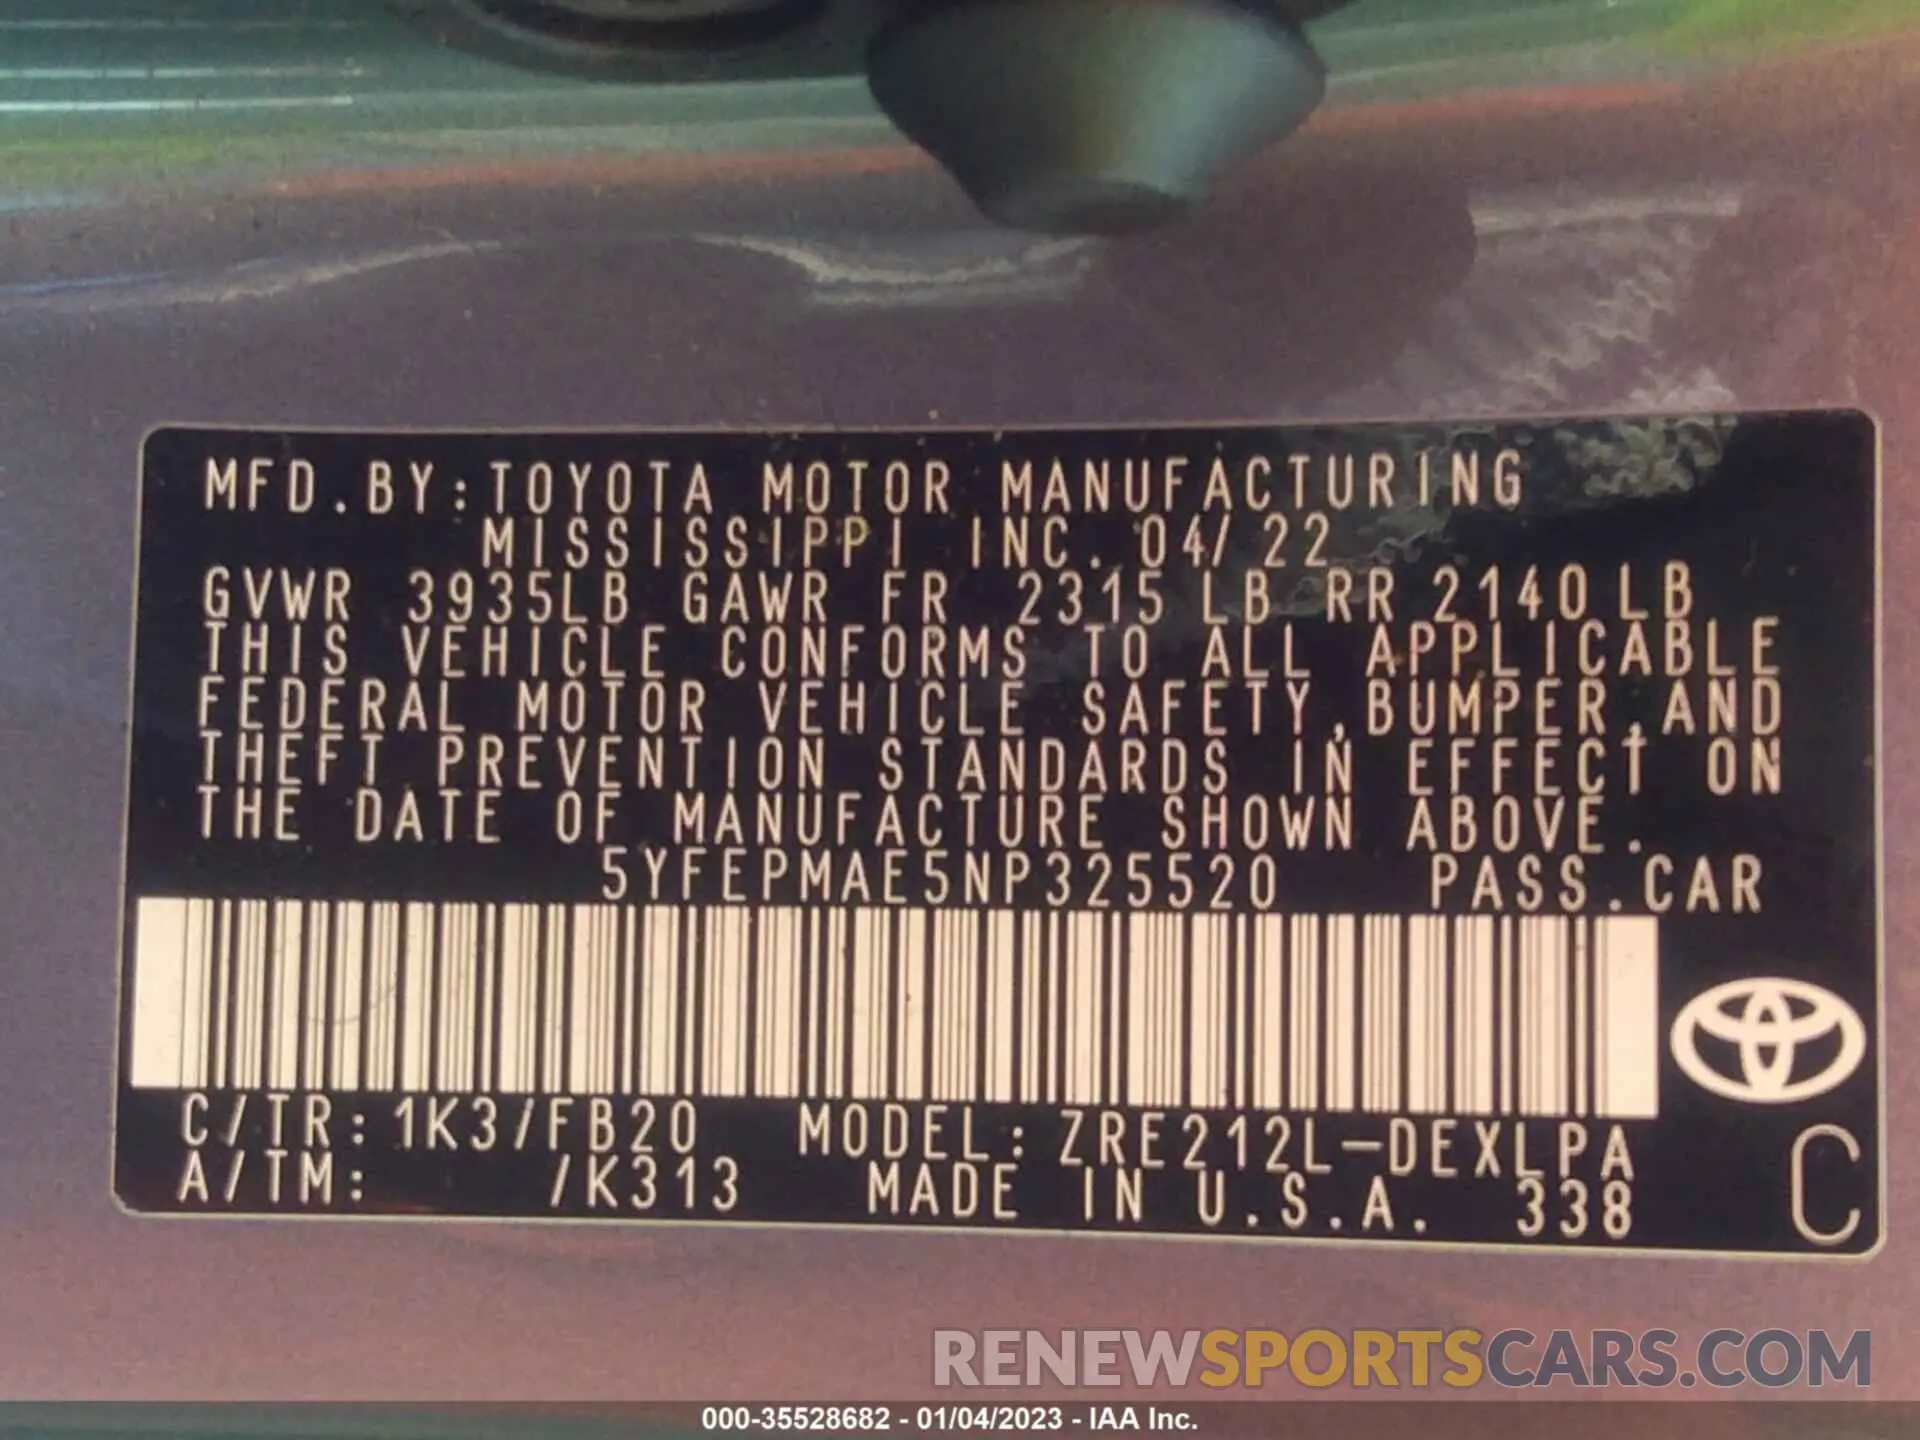 MFD.BY:TOYOTA MOTOR MANUFACTURING
MISSISSIPPI INC. 04/22
GVWR 3935LB GAWR FR 2315 LB RR 2140LB
THIS VEHICLE CONFORMS TO ALL APPLICABLE
FEDERAL MOTOR VEHICLE SAFETY,BUMPER,AND
THEFT PREVENTION STANDARDS IN EFFECT ON
THE DATE OF MANUFACTURE SHOWN ABOVE.
5YFEPMAE5NP325520 PASS.CAR
C/TR:1K3/FB20 MODEL:ZRE212L-DEXLPA
A/TM: /K313 MADE IN U.S.A. 338
C
RENEWSPORTSCARS.COM
000-35528682 - 01/04/2023 - IAA Inc.